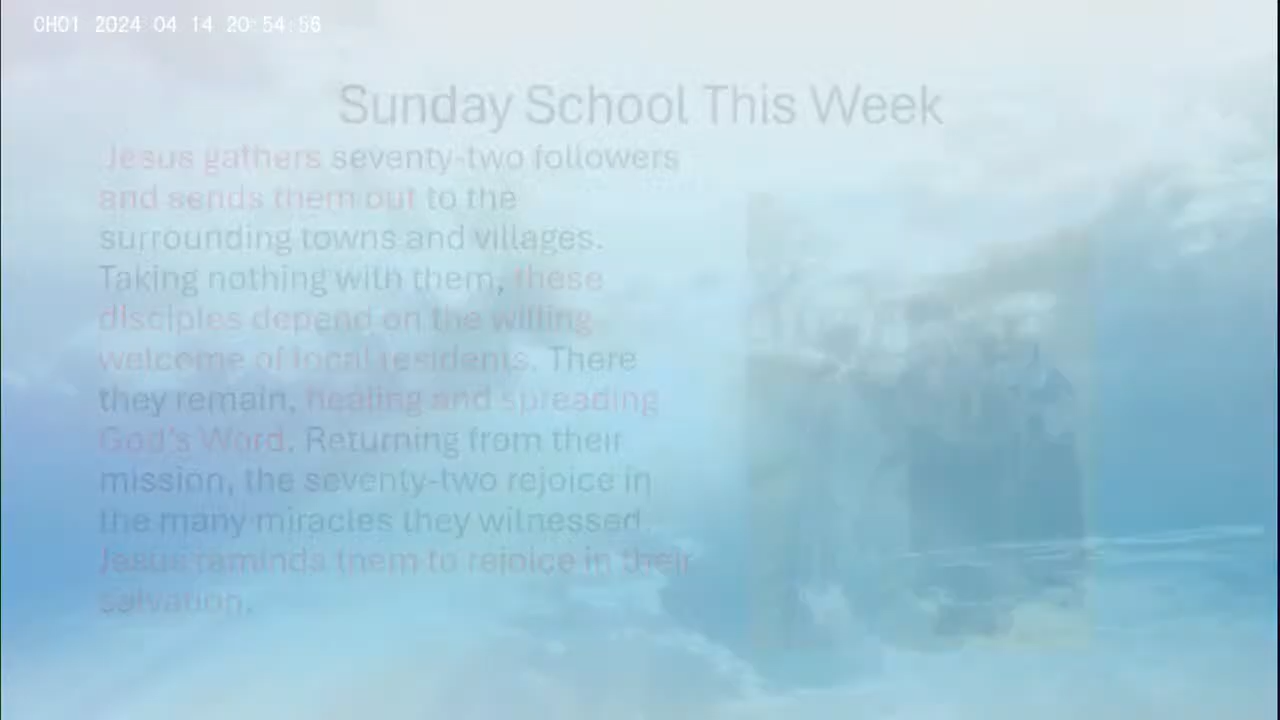 CH01 2024 04 14 20:54:56
Sunday School This Week
Jesus gathers seventy-two followers
and sends them out to the
surrounding towns and villages.
Taking nothing with them, these
disciples depend on the willing
welcome of local residents. There
they remain, healing and spreading
God's Word. Returning from their
mission, the seventy-two rejoice in
the many miracles they witnessed.
Jesus reminds them to rejoice in their
salvation.